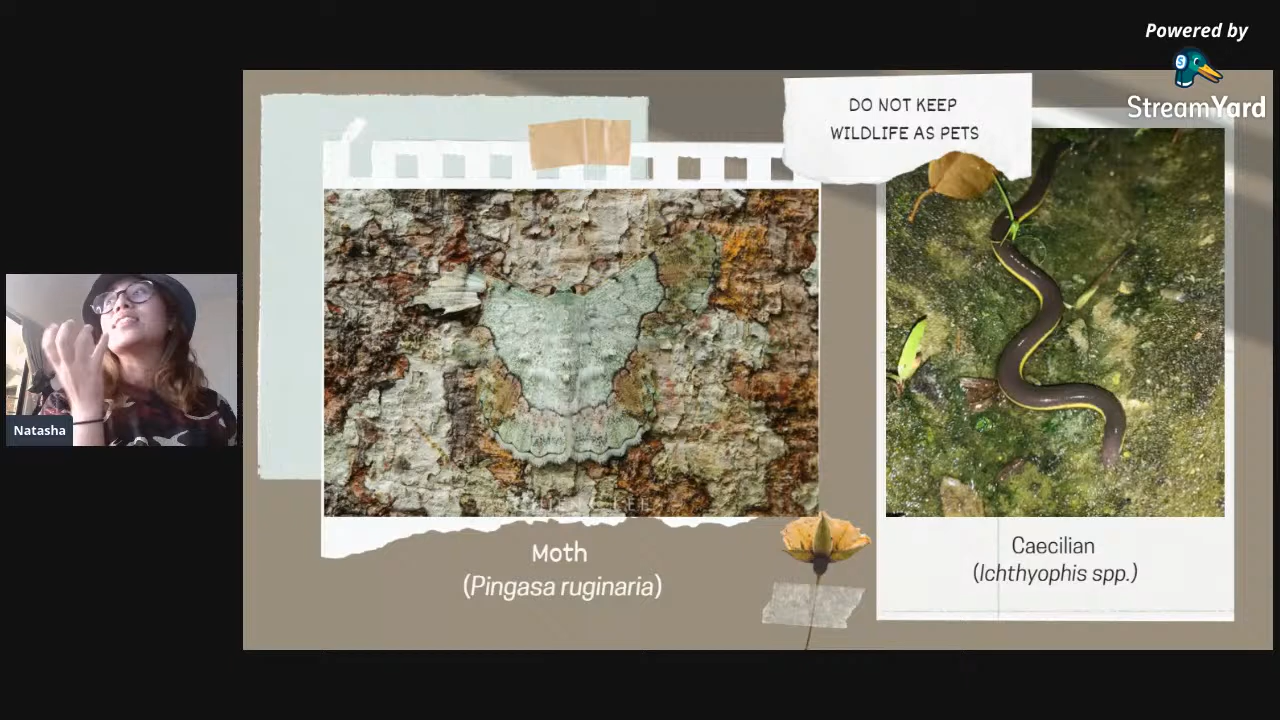 Powered by
StreamYard
DO NOT KEEP
WILDLIFE AS PETS
Natasha
Moth
(Pingasa ruginaria)
Caecilian
(Ichthyophis spp.)